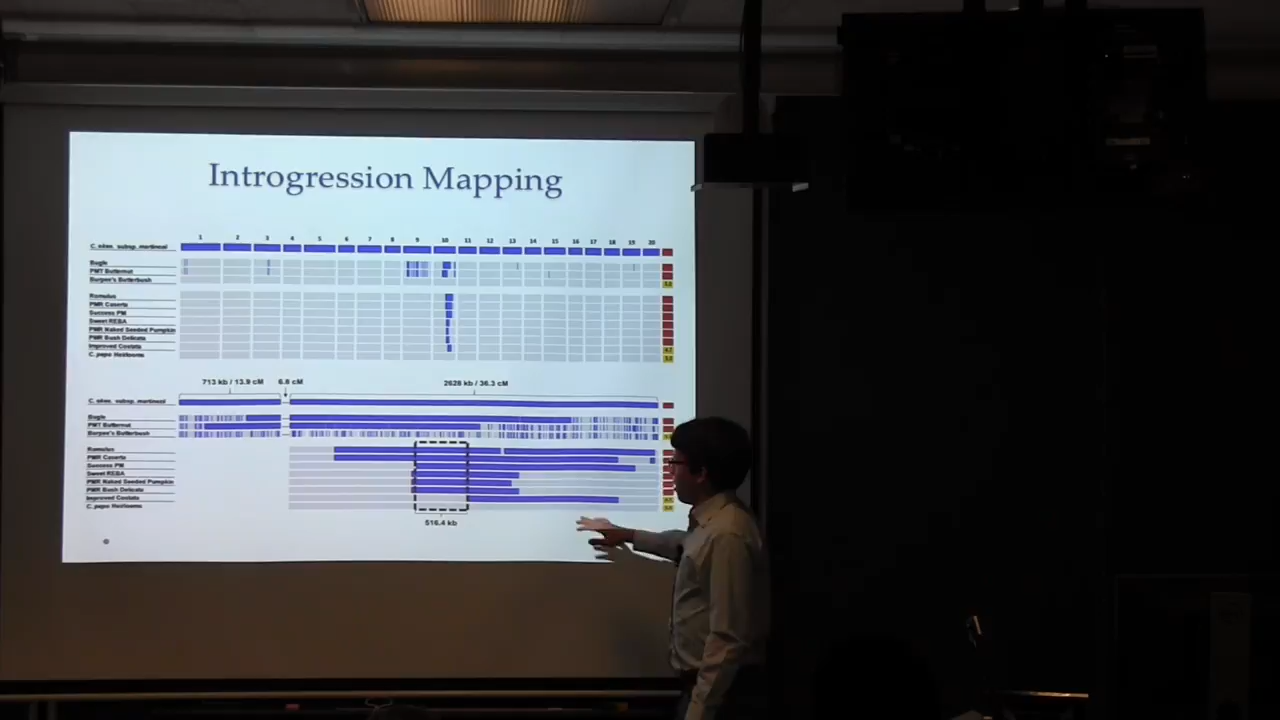 Introgression Mapping
1 2 3 4 5 6 7 8 9 10 11 12 13 14 15 16 17 18 19 20
C. okee. subsp. martinezii
Bugle
PMT Butternut
Burpee's Butterbush
Romulus
PMR Caserta
Success PM
Sweet REBA
PMR Naked Seeded Pumpkin
PMR Bush Delicata
Improved Costata
C. pepo Heirlooms
713 kb / 13.9 cM 6.8 cM 2628 kb / 36.3 cM
C. okee. subsp. martinezii
Bugle
PMT Butternut
Burpee's Butterbush
Romulus
PMR Caserta
Success PM
Sweet REBA
PMR Naked Seeded Pumpkin
PMR Bush Delicata
Improved Costata
C. pepo Heirlooms
516.4 kb